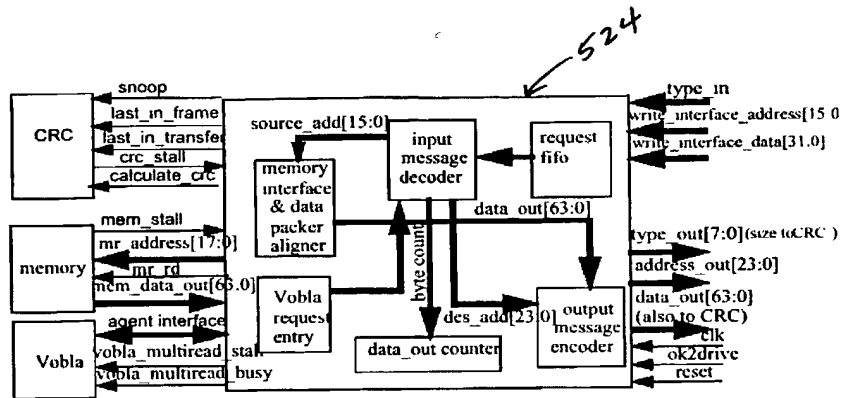 524
snoop
last_in_frame
last_in_transfer
crc_stall
calculate_crc
CRC
mem_stall
mr_address[17:0]
mr_rd
mem_data_out[63.0]
memory
agent interface
vobla_multiread_stall
vobla_multiread_busy
Vobla
source_add[15:0]
input
message
decoder
request
fifo
memory
interface
& data
packer
aligner
data_out[63:0]
byte count
Vobla
request
entry
des_add[23:0]
output
message
encoder
data_out counter
type_in
write_interface_address[15 0
write_interface_data[31.0]
type_out[7:0](size toCRC )
address_out[23:0]
data_out[63:0}
(also to CRC)
clk
ok2drive
reset